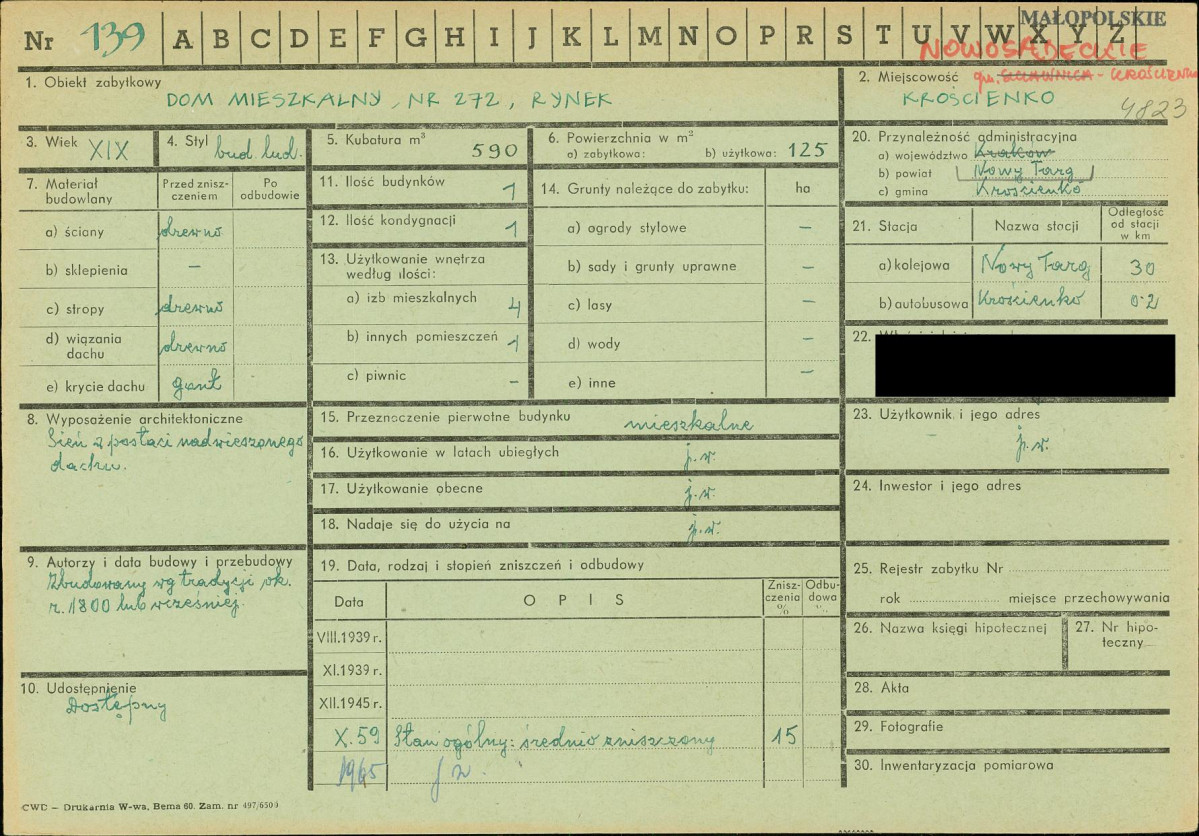 MAŁOPOLSKIE
Nr 139 A B C D E F G H I J K L M N O P R S T U V W X Y Z
NOWOSĄDECKIE
1. Obiekt zabytkowy
DOM MIESZKALNY, NR 272, RYNEK
2. Miejscowość gm. SZCZAWNICA - KROŚCIENKO
KROŚCIENKO
4823
3. Wiek XIX
4. Styl bud. lud.
5. Kubatura m³
590
6. Powierzchnia w m²
a) zabytkowa: b) użytkowa: 125
20. Przynależność administracyjna
a) województwo Kraków
b) powiat Nowy Targ
c) gmina Krościenko
7. Materiał budowlany
Przed zniszczeniem
Po odbudowie
a) ściany drewno
b) sklepienia –
c) stropy drewno
d) wiązania dachu drewno
e) krycie dachu gont
11. Ilość budynków 1
12. Ilość kondygnacji 1
13. Użytkowanie wnętrza według ilości:
a) izb mieszkalnych 4
b) innych pomieszczeń 1
c) piwnic –
14. Grunty należące do zabytku: ha
a) ogrody stylowe –
b) sady i grunty uprawne –
c) lasy –
d) wody –
e) inne –
21. Stacja
Nazwa stacji
Odległość od stacji w km
a) kolejowa Nowy Targ 30
b) autobusowa Krościenko 0.2
22.
8. Wyposażenie architektoniczne
Sień w postaci nadwieszonego
dachu.
15. Przeznaczenie pierwotne budynku mieszkalne
16. Użytkowanie w latach ubiegłych j.w.
17. Użytkowanie obecne j.w.
18. Nadaje się do użycia na j.w.
23. Użytkownik i jego adres
j.w.
24. Inwestor i jego adres
9. Autorzy i data budowy i przebudowy
Zbudowany wg tradycji ok.
r. 1800 lub wcześniej.
10. Udostępnienie
Dostępny
19. Data, rodzaj i stopień zniszczeń i odbudowy
Data
OPIS
Zniszczenia %
Odbudowa %
VIII.1939 r.
XI.1939 r.
XII.1945 r.
X.59 Stan ogólny: średnio zniszczony 15
1965 j w.
25. Rejestr zabytku Nr
rok miejsce przechowywania
26. Nazwa księgi hipotecznej
27. Nr hipoteczny
28. Akta
29. Fotografie
30. Inwentaryzacja pomiarowa
CWD – Drukarnia W-wa, Bema 60. Zam. nr 497/6509